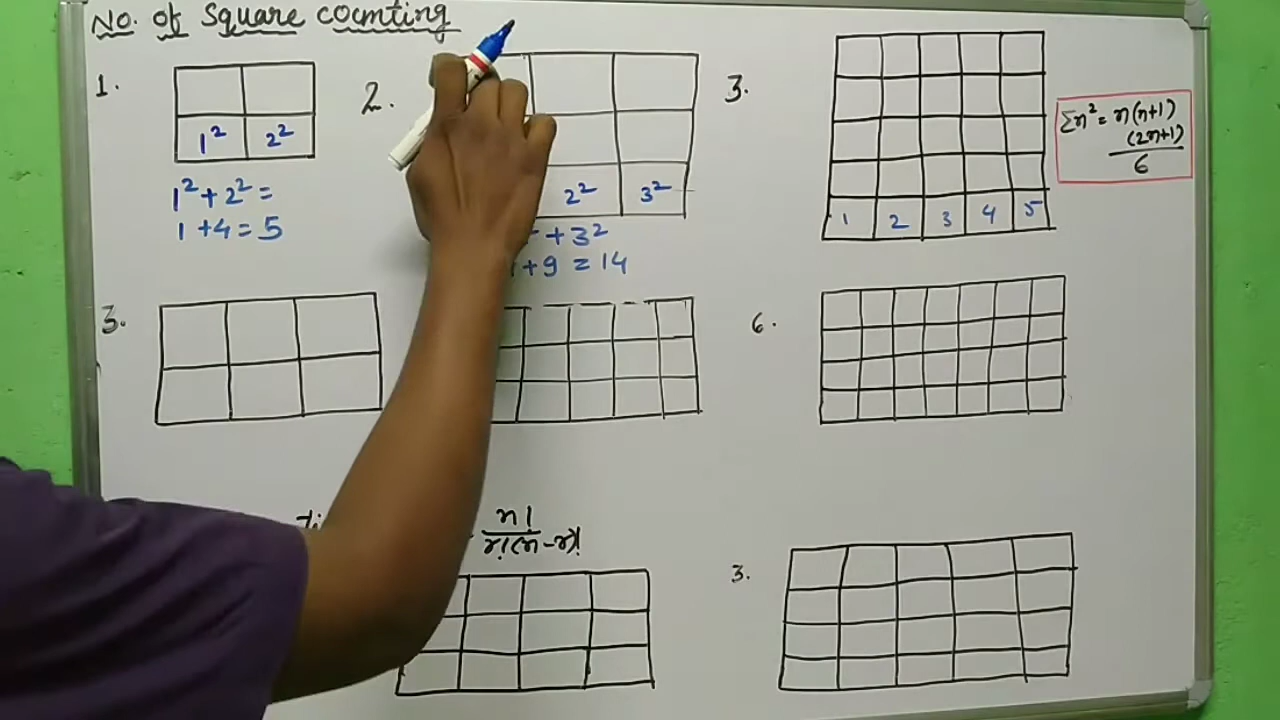 No. of Square counting
1.
1² 2²
1² + 2² =
1 + 4 = 5
2.
2² 3²
+ 3²
+ 9 = 14
3.
1 2 3 4 5
Σn² = n(n+1)
(2n+1)
6
3.
6.
n!
r!(n-r)!
3.